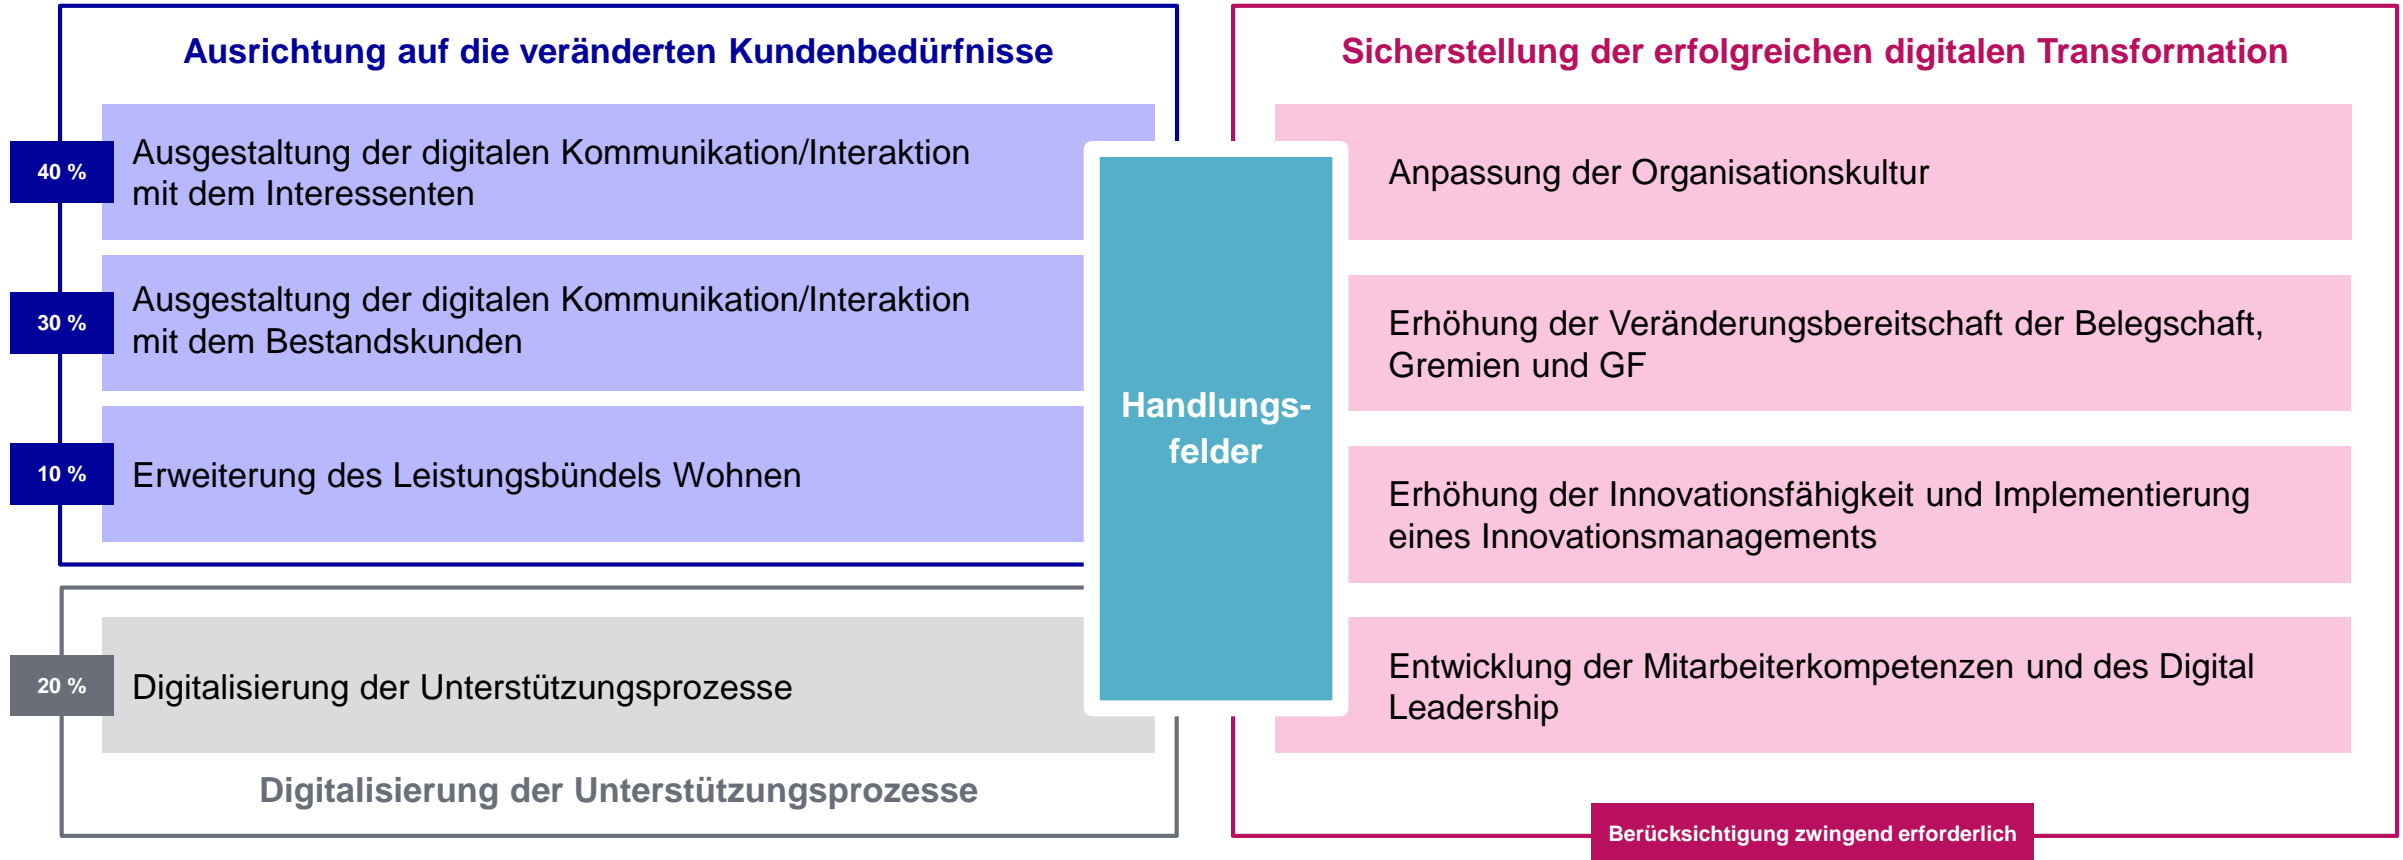 Ausrichtung auf die veränderten Kundenbedürfnisse
40 %
Ausgestaltung der digitalen Kommunikation/Interaktion
mit dem Interessenten
30 %
Ausgestaltung der digitalen Kommunikation/Interaktion
mit dem Bestandskunden
10 %
Erweiterung des Leistungsbündels Wohnen
20 %
Digitalisierung der Unterstützungsprozesse
Digitalisierung der Unterstützungsprozesse
Handlungs-
felder
Sicherstellung der erfolgreichen digitalen Transformation
Anpassung der Organisationskultur
Erhöhung der Veränderungsbereitschaft der Belegschaft,
Gremien und GF
Erhöhung der Innovationsfähigkeit und Implementierung
eines Innovationsmanagements
Entwicklung der Mitarbeiterkompetenzen und des Digital
Leadership
Berücksichtigung zwingend erforderlich